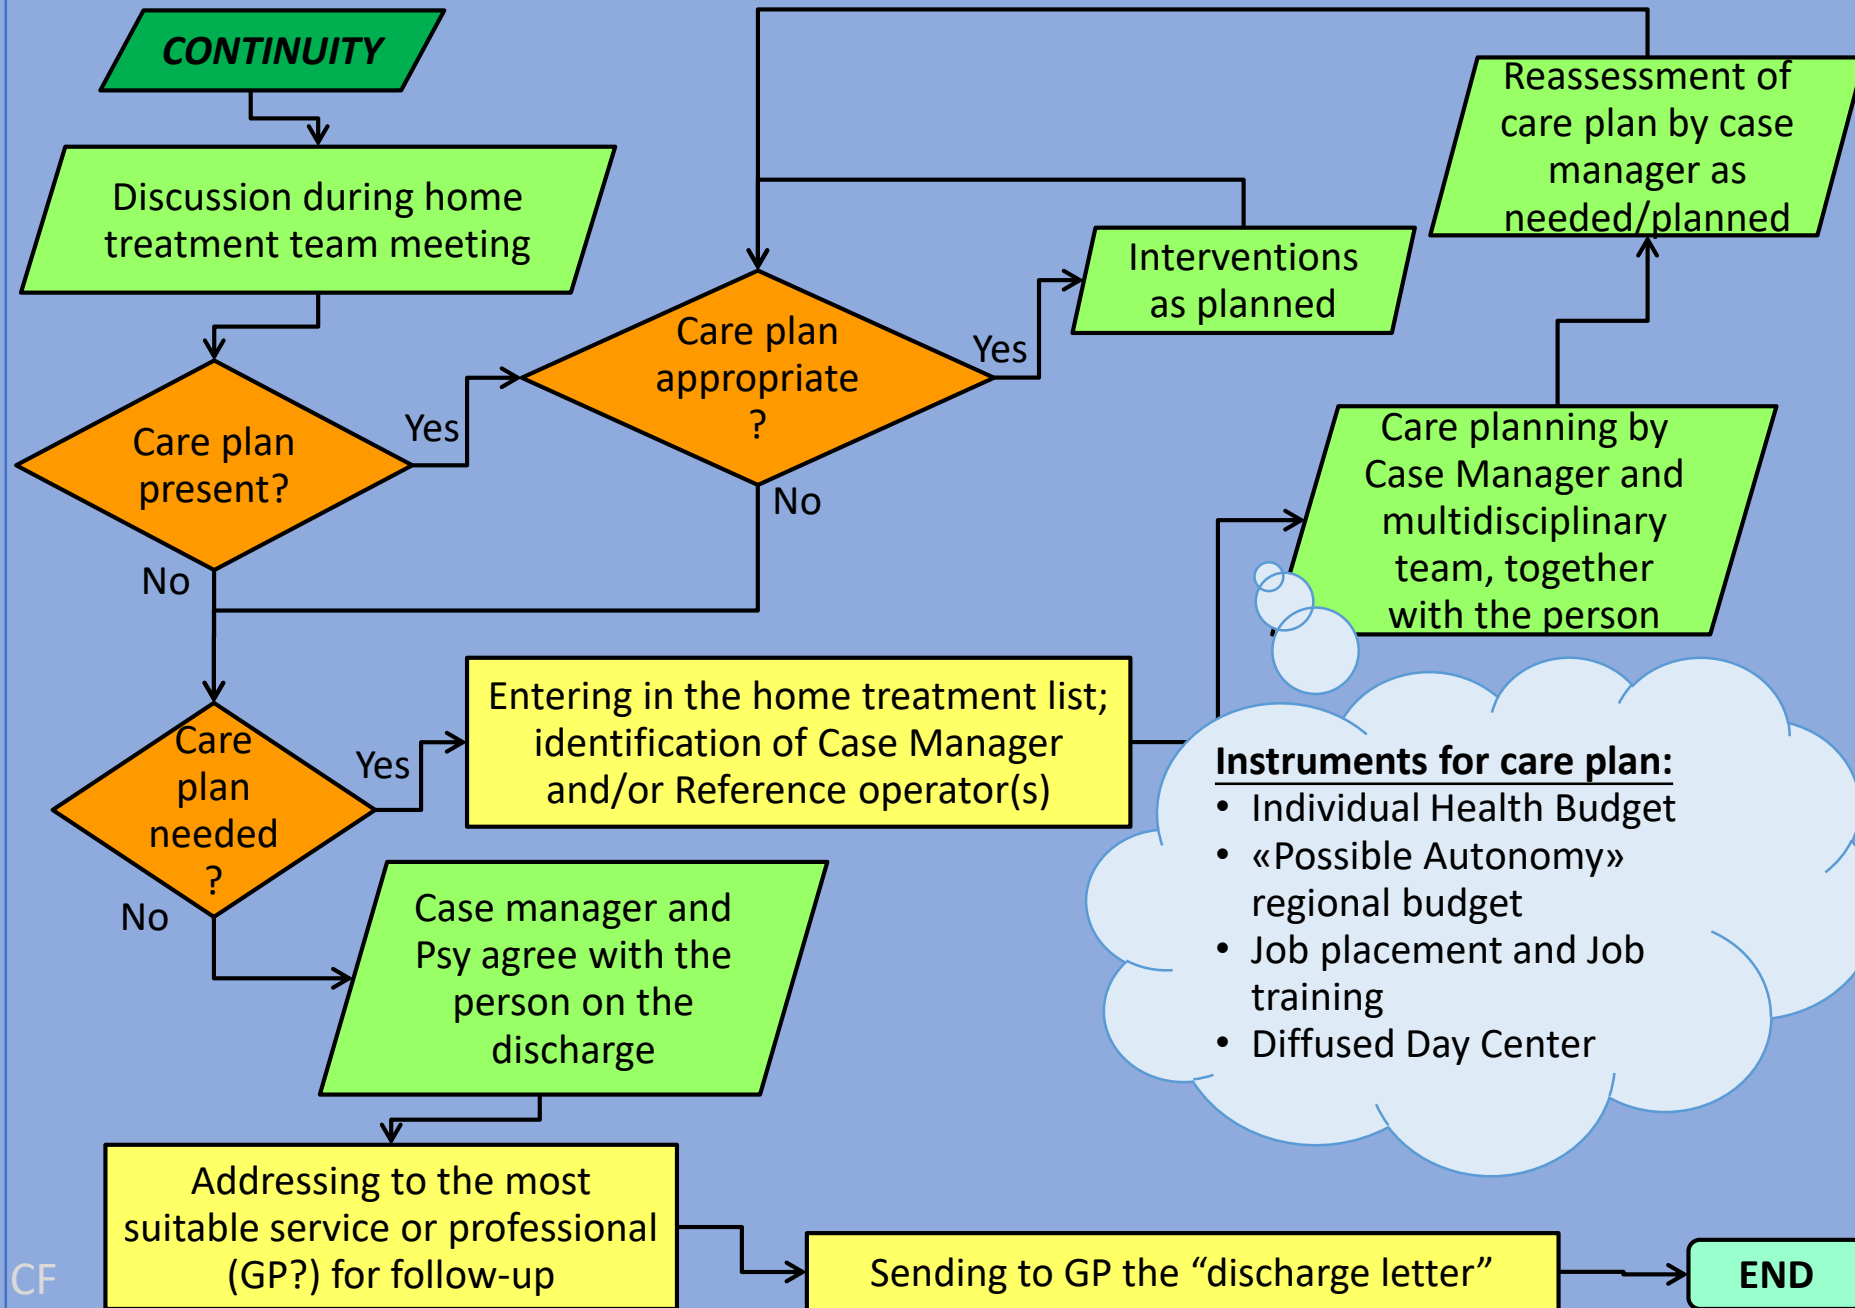 CONTINUITY
Discussion during home
treatment team meeting
Care plan
present?
Yes
No
Care plan
appropriate
?
Yes
No
Interventions
as planned
Reassessment of
care plan by case
manager as
needed/planned
Care planning by
Case Manager and
multidisciplinary
team, together
with the person
Care
plan
needed
?
Yes
No
Entering in the home treatment list;
identification of Case Manager
and/or Reference operator(s)
Instruments for care plan:
• Individual Health Budget
• «Possible Autonomy»
regional budget
• Job placement and Job
training
• Diffused Day Center
Case manager and
Psy agree with the
person on the
discharge
Addressing to the most
suitable service or professional
(GP?) for follow-up
Sending to GP the “discharge letter”
END
CF